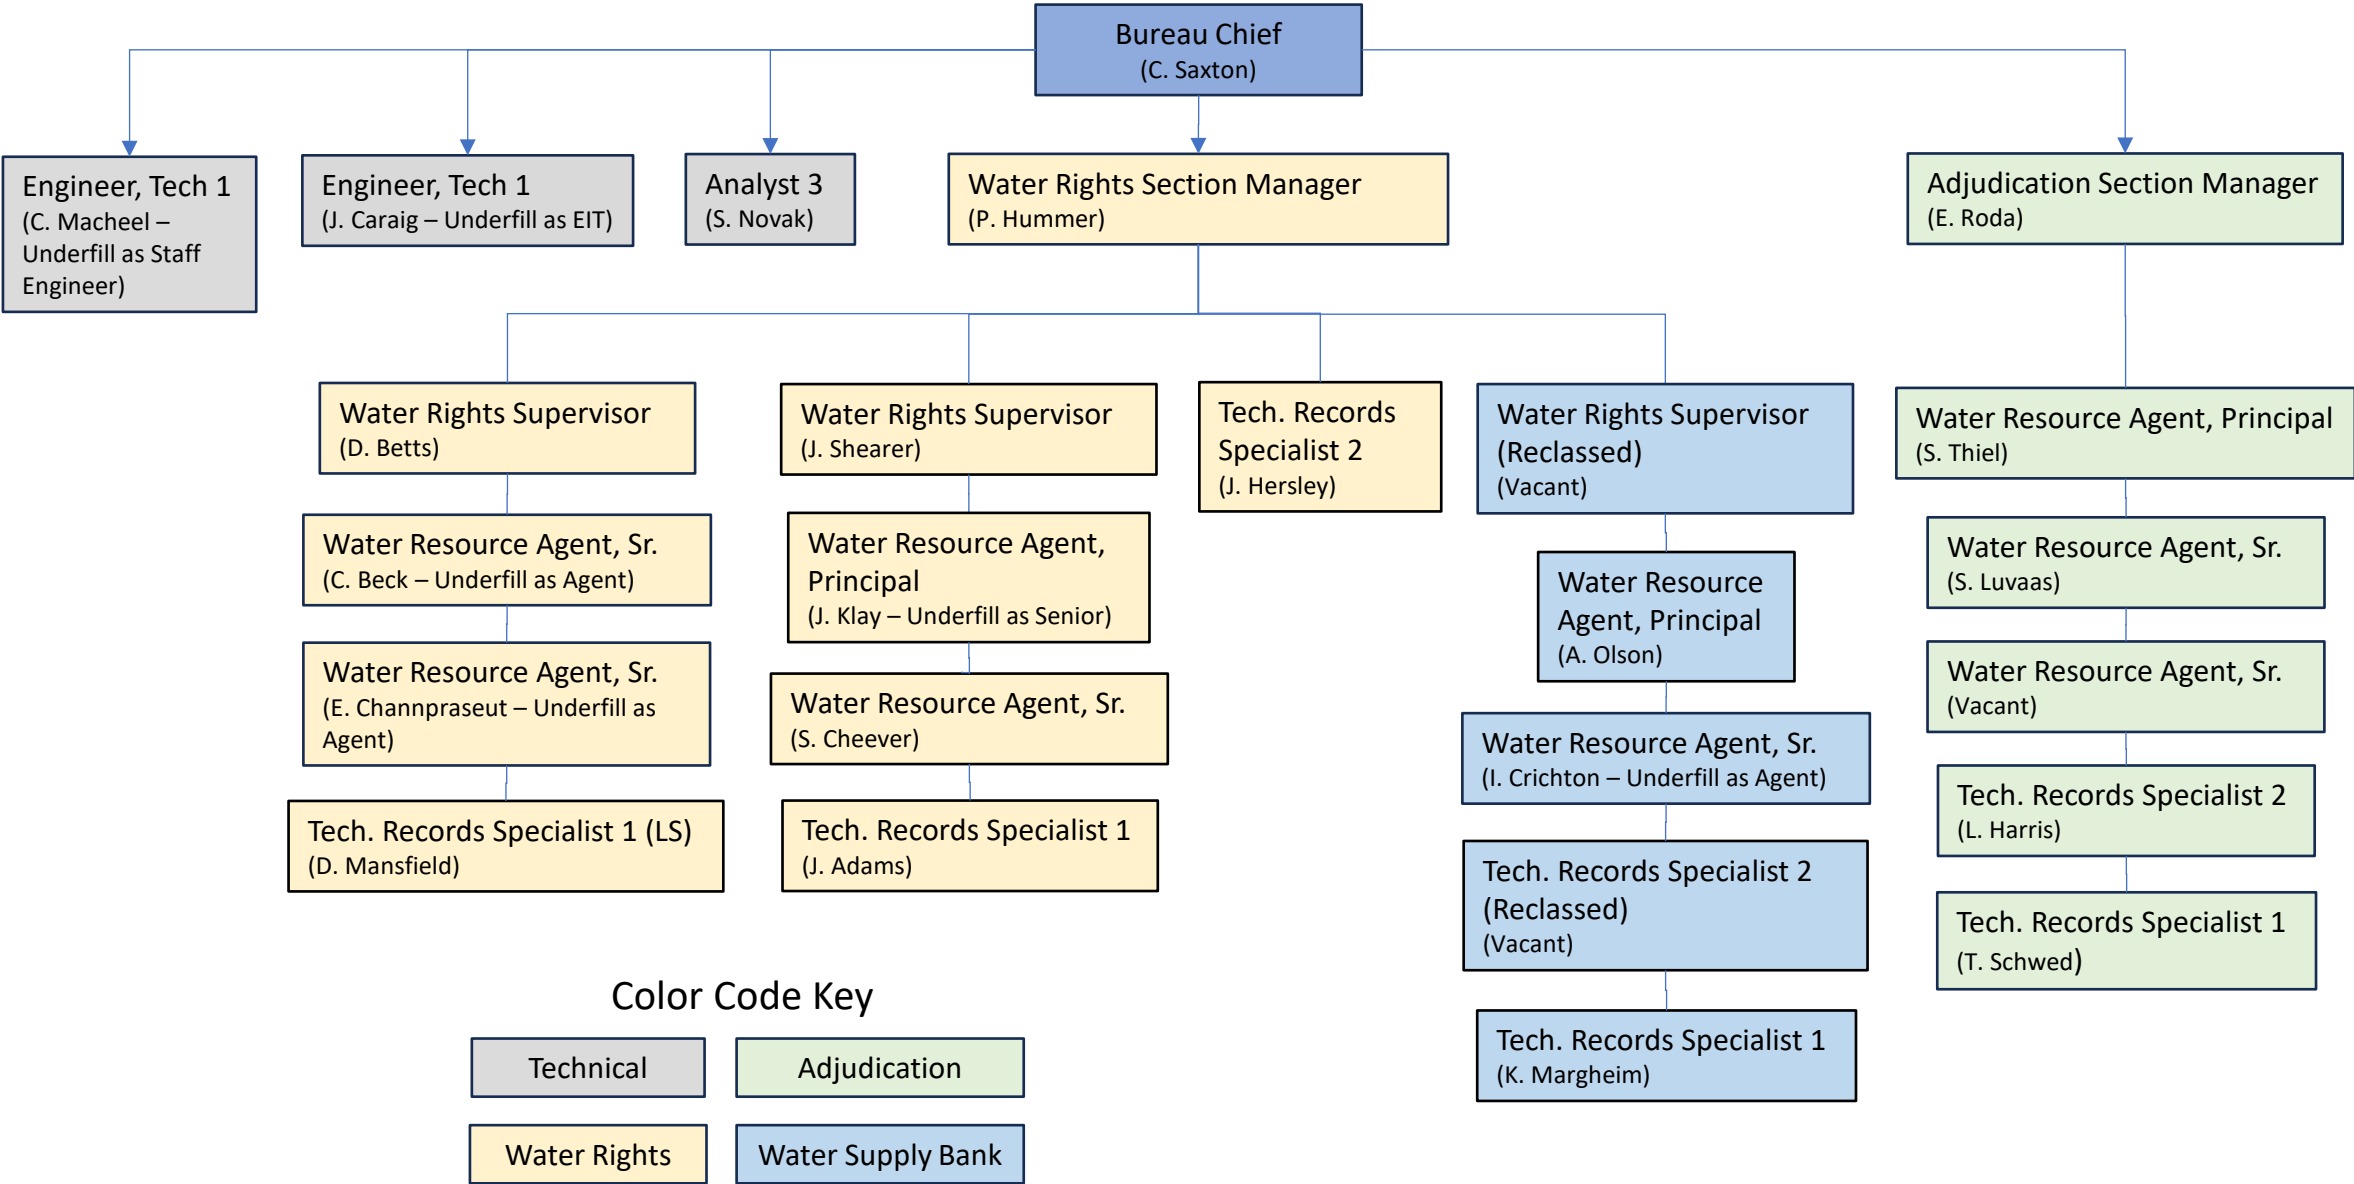 Bureau Chief
(C. Saxton)
Engineer, Tech 1
(C. Macheel –
Underfill as Staff
Engineer)
Engineer, Tech 1
(J. Caraig – Underfill as EIT)
Analyst 3
(S. Novak)
Water Rights Section Manager
(P. Hummer)
Adjudication Section Manager
(E. Roda)
Water Rights Supervisor
(D. Betts)
Water Resource Agent, Sr.
(C. Beck – Underfill as Agent)
Water Resource Agent, Sr.
(E. Channpraseut – Underfill as
Agent)
Tech. Records Specialist 1 (LS)
(D. Mansfield)
Water Rights Supervisor
(J. Shearer)
Water Resource Agent,
Principal
(J. Klay – Underfill as Senior)
Water Resource Agent, Sr.
(S. Cheever)
Tech. Records Specialist 1
(J. Adams)
Tech. Records
Specialist 2
(J. Hersley)
Water Rights Supervisor
(Reclassed)
(Vacant)
Water Resource
Agent, Principal
(A. Olson)
Water Resource Agent, Sr.
(I. Crichton – Underfill as Agent)
Tech. Records Specialist 2
(Reclassed)
(Vacant)
Tech. Records Specialist 1
(K. Margheim)
Water Resource Agent, Principal
(S. Thiel)
Water Resource Agent, Sr.
(S. Luvaas)
Water Resource Agent, Sr.
(Vacant)
Tech. Records Specialist 2
(L. Harris)
Tech. Records Specialist 1
(T. Schwed)
Color Code Key
Technical
Adjudication
Water Rights
Water Supply Bank